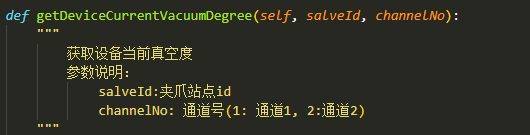 def getDeviceCurrentVacuumDegree(self, salveId, channelNo):
"""
获取设备当前真空度
参数说明：
salveId:夹爪站点id
channelNo: 通道号(1: 通道1, 2:通道2)
"""